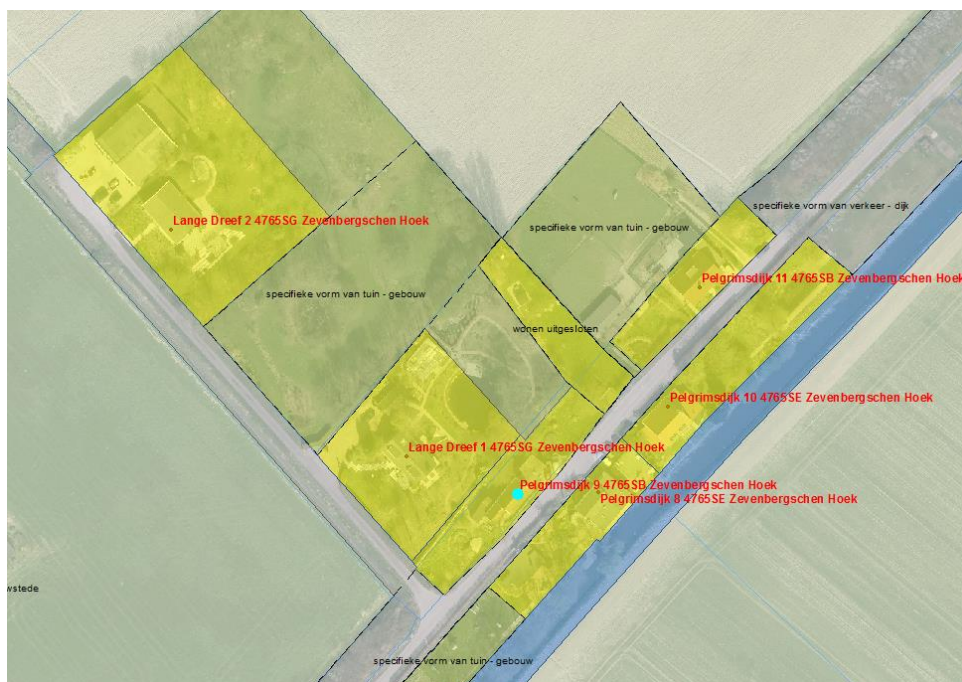 specifieke vorm van verkeer - dijk
Lange Dreef 2 4765SG Zevenbergschen Hoek
specifieke vorm van tuin - gebouw
Pelgrimsdijk 11 4765SB Zevenbergschen Hoek
specifieke vorm van tuin - gebouw
wonen uitgesloten
Pelgrimsdijk 10 4765SE Zevenbergschen Hoek
Lange Dreef 1 4765SG Zevenbergschen Hoek
Pelgrimsdijk 9 4765SB Zevenbergschen Hoek
Pelgrimsdijk 8 4765SE Zevenbergschen Hoek
wstede
specifieke vorm van tuin - gebouw